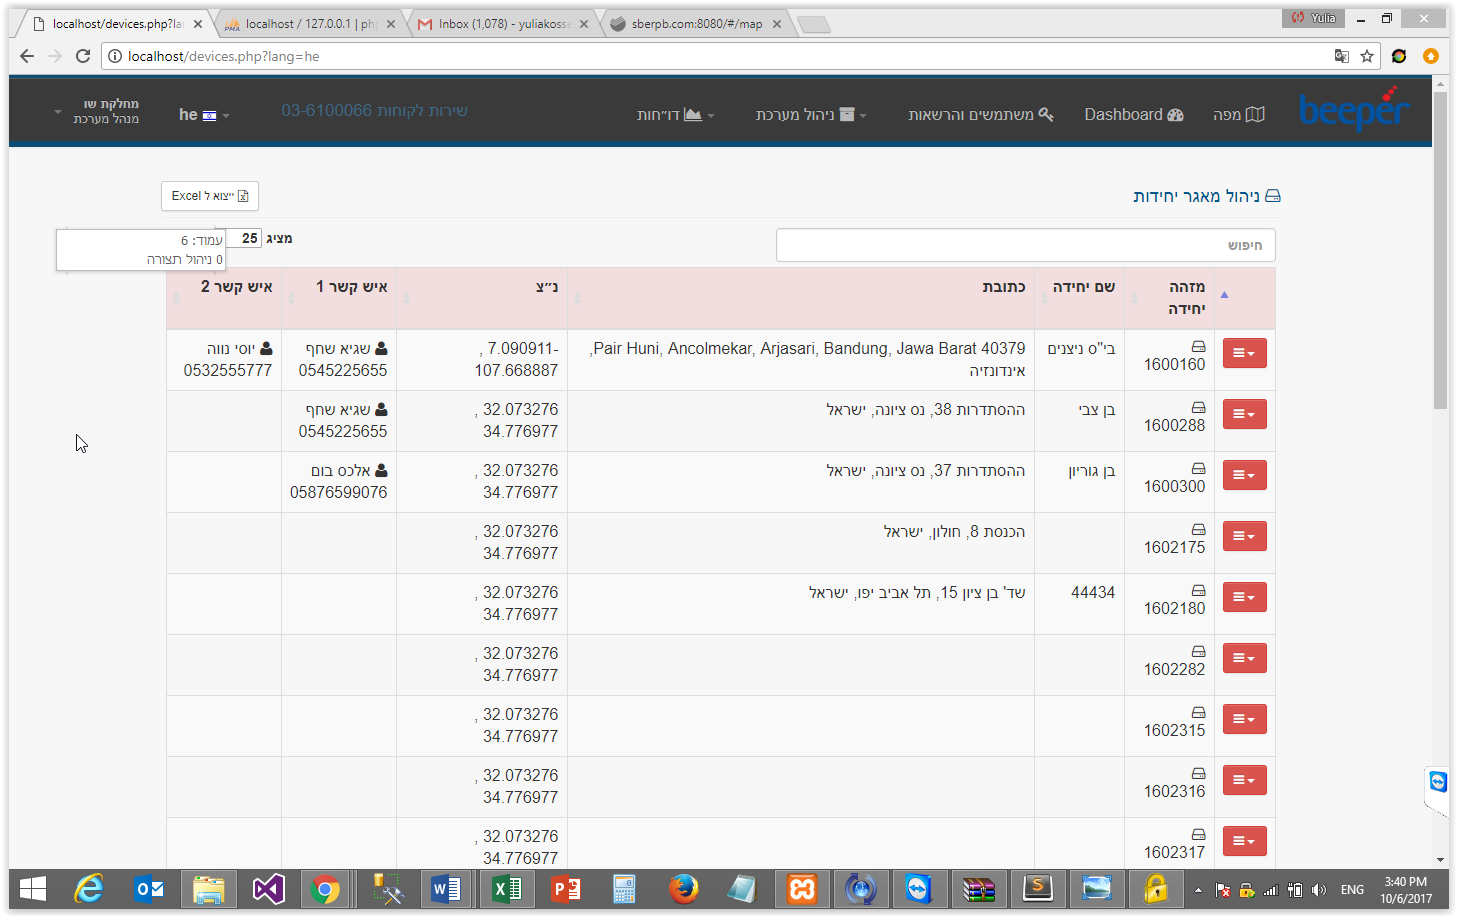 localhost/devices.php?la
localhost / 127.0.0.1 | ph
Inbox (1,078) - yuliakoss
sberpb.com:8080/#/map
Yulia
localhost/devices.php?lang=he
beeper
מפה
Dashboard
משתמשים והרשאות
ניהול מערכת
דו״חות
שירות לקוחות 03-6100066
he
מחלקת שו
מנהל מערכת
ניהול מאגר יחידות
ייצוא ל Excel
חיפוש
מציג 25
עמוד: 6
0 ניהול תצורה
מזהה יחידה שם יחידה כתובת נ״צ איש קשר 1 איש קשר 2
1600160 בי"ס ניצנים Pair Huni, Ancolmekar, Arjasari, Bandung, Jawa Barat 40379, אינדונזיה -7.090911 , 107.668887 שגיא שחף 0545225655 יוסי נווה 0532555777
1600288 בן צבי ההסתדרות 38, נס ציונה, ישראל 32.073276 , 34.776977 שגיא שחף 0545225655
1600300 בן גוריון ההסתדרות 37, נס ציונה, ישראל 32.073276 , 34.776977 אלכס בום 05876599076
1602175 הכנסת 8, חולון, ישראל 32.073276 , 34.776977
1602180 44434 שד' בן ציון 15, תל אביב יפו, ישראל 32.073276 , 34.776977
1602282 32.073276 , 34.776977
1602315 32.073276 , 34.776977
1602316 32.073276 , 34.776977
1602317 32.073276 , 34.776977
ENG
3:40 PM
10/6/2017